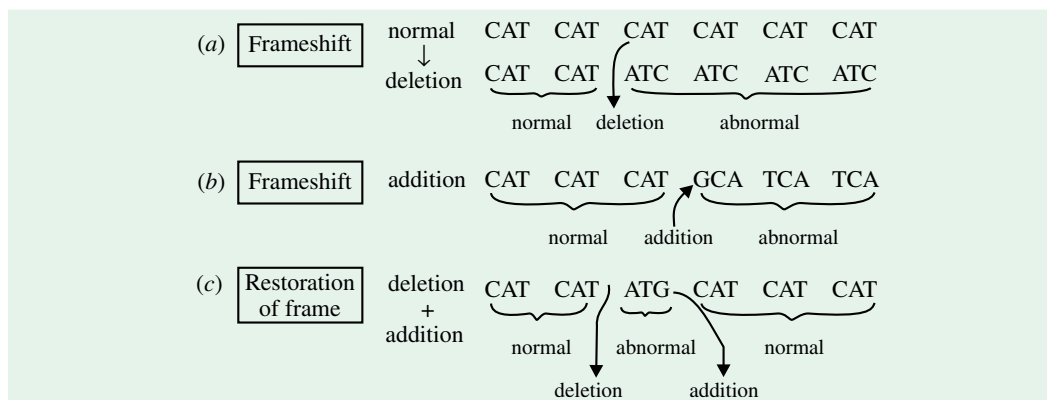 (a) Frameshift normal CAT CAT CAT CAT CAT CAT
↓
deletion CAT CAT ATC ATC ATC ATC
normal deletion abnormal
(b) Frameshift addition CAT CAT CAT GCA TCA TCA
normal addition abnormal
(c) Restoration of frame deletion + addition CAT CAT ATG CAT CAT CAT
normal abnormal normal
deletion addition